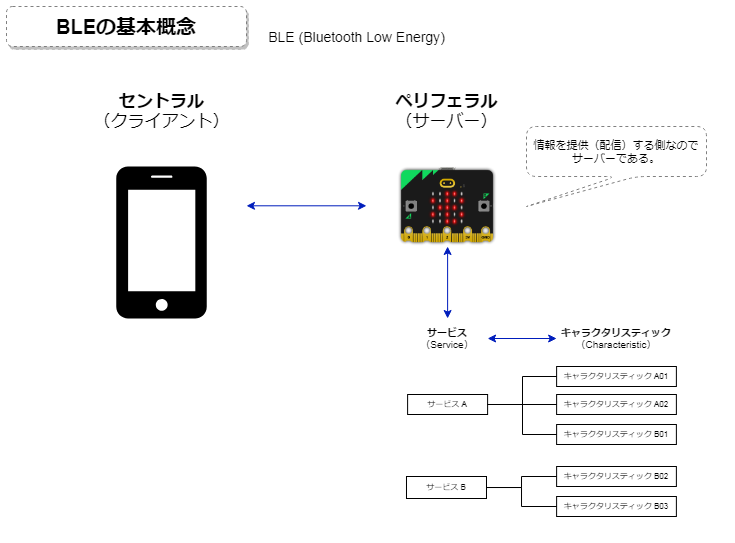 BLEの基本概念
BLE (Bluetooth Low Energy)
セントラル
（クライアント）
ペリフェラル
（サーバー）
情報を提供（配信）する側なので
サーバーである。
サービス
（Service）
キャラクタリスティック
（Characteristic）
サービス A
キャラクタリスティック A01
キャラクタリスティック A02
キャラクタリスティック B01
サービス B
キャラクタリスティック B02
キャラクタリスティック B03